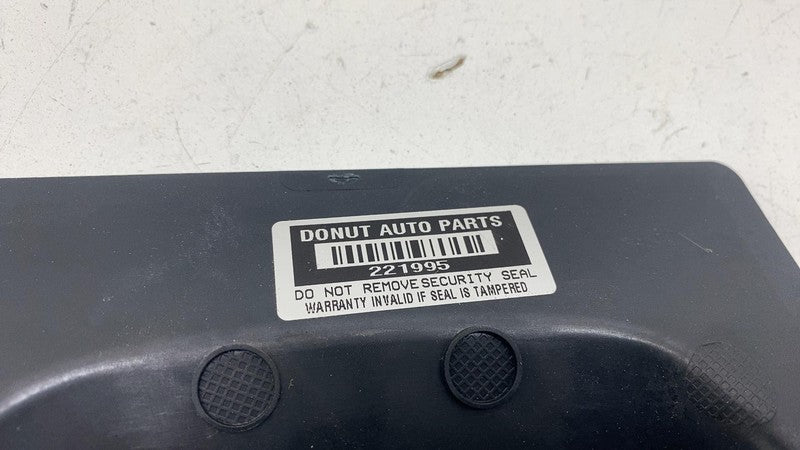 DONUT AUTO PARTS
221995
DO NOT REMOVE SECURITY SEAL
WARRANTY INVALID IF SEAL IS TAMPERED